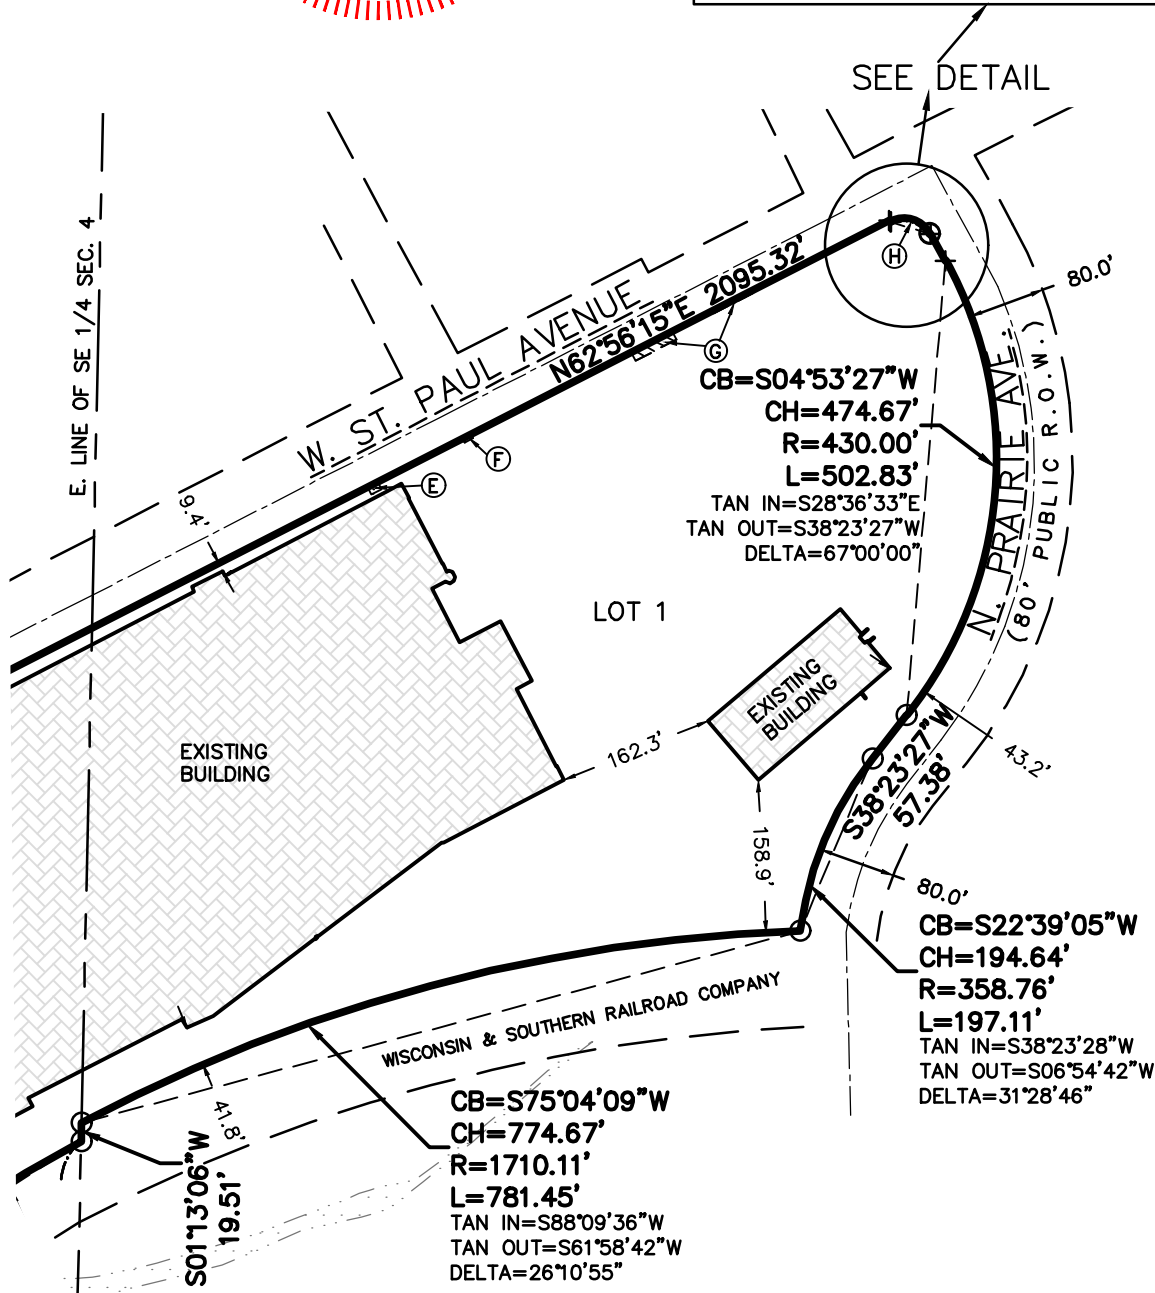 SEE DETAIL
E. LINE OF SE 1/4 SEC. 4
W. ST. PAUL AVENUE
N62°56'15"E 2095.32'
H
80.0'
G
CB=S04°53'27"W
CH=474.67'
R=430.00'
L=502.83'
TAN IN=S28°36'33"E
TAN OUT=S38°23'27"W
DELTA=67°00'00"
N. PRAIRIE AVE.
(80' PUBLIC R.O.W.)
F
E
9.4'
LOT 1
EXISTING
BUILDING
EXISTING
BUILDING
162.3'
43.2'
S38°23'27"W
57.38'
158.9'
80.0'
CB=S22°39'05"W
CH=194.64'
R=358.76'
L=197.11'
TAN IN=S38°23'28"W
TAN OUT=S06°54'42"W
DELTA=31°28'46"
WISCONSIN & SOUTHERN RAILROAD COMPANY
41.8'
CB=S75°04'09"W
CH=774.67'
R=1710.11'
L=781.45'
TAN IN=S88°09'36"W
TAN OUT=S61°58'42"W
DELTA=26°10'55"
S01°13'06"W
19.51'